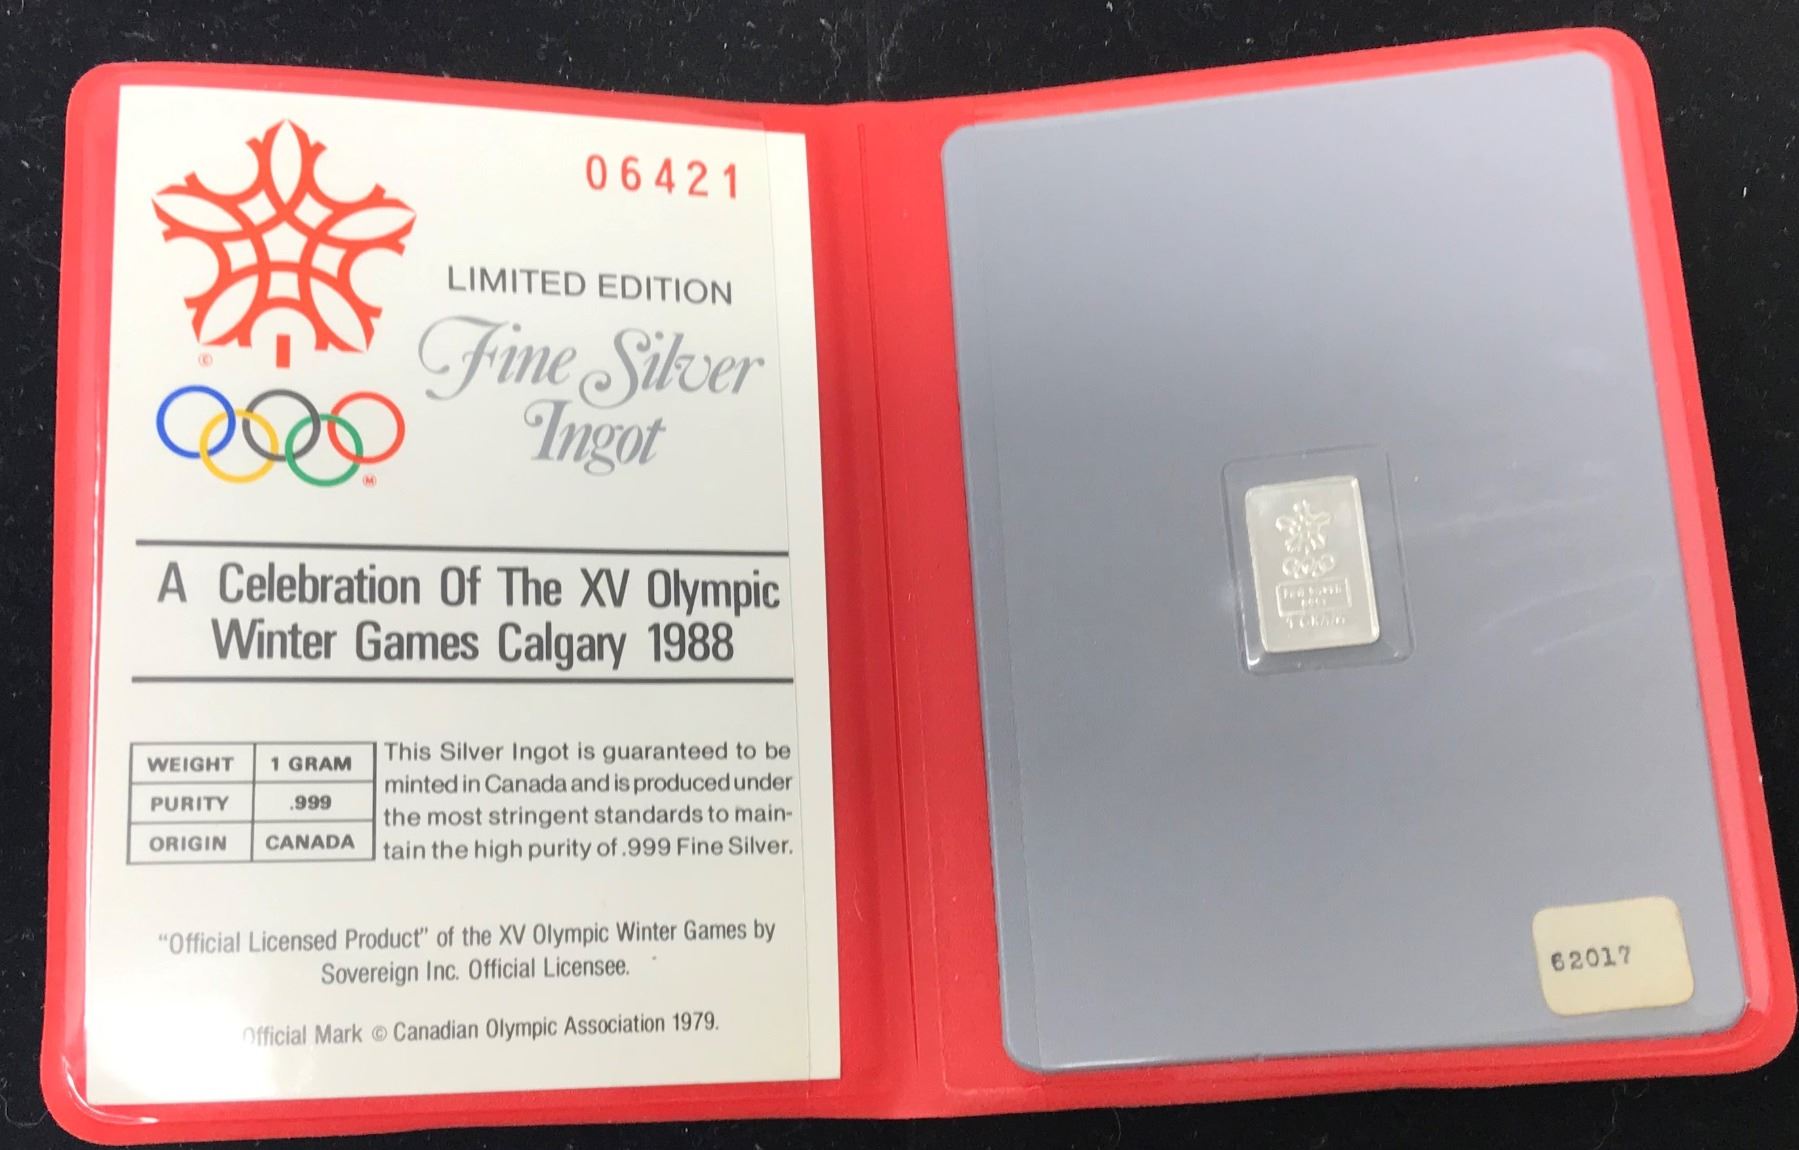 06421
LIMITED EDITION
Fine Silver
Ingot
©
M
A Celebration Of The XV Olympic
Winter Games Calgary 1988
WEIGHT 1 GRAM
PURITY .999
ORIGIN CANADA
This Silver Ingot is guaranteed to be
minted in Canada and is produced under
the most stringent standards to main-
tain the high purity of .999 Fine Silver.
“Official Licensed Product” of the XV Olympic Winter Games by
Sovereign Inc. Official Licensee.
Official Mark © Canadian Olympic Association 1979.
62017